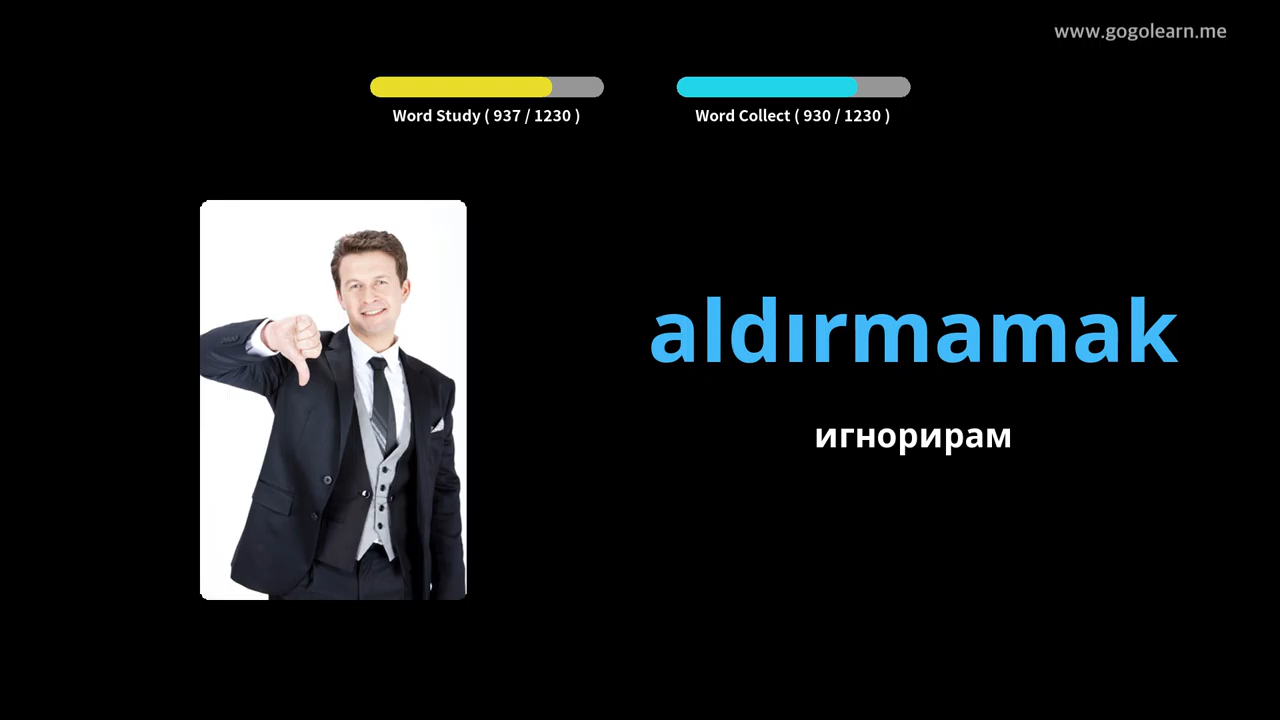 www.gogolearn.me
Word Study ( 937 / 1230 )
Word Collect ( 930 / 1230 )
aldırmamak
игнорирам